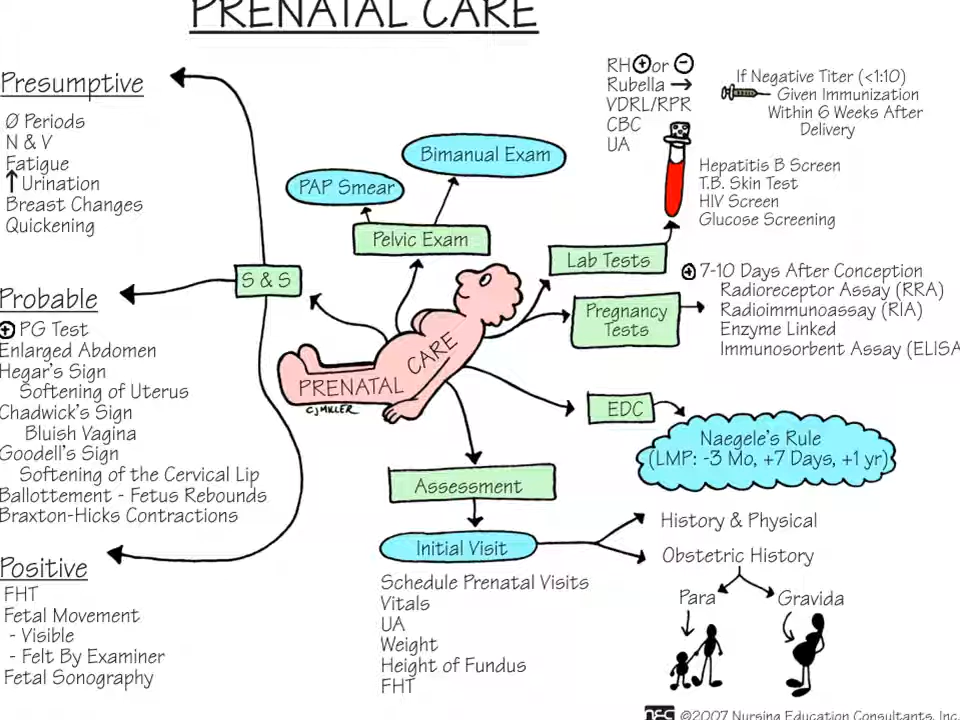 PRENATAL CARE
Presumptive
Ø Periods
N & V
Fatigue
↑Urination
Breast Changes
Quickening
S & S
Probable
⊕ PG Test
Enlarged Abdomen
Hegar's Sign
Softening of Uterus
Chadwick's Sign
Bluish Vagina
Goodell's Sign
Softening of the Cervical Lip
Ballottement - Fetus Rebounds
Braxton-Hicks Contractions
Positive
FHT
Fetal Movement
- Visible
- Felt By Examiner
Fetal Sonography
PAP Smear
Bimanual Exam
Pelvic Exam
PRENATAL CARE
CJMILLER
Lab Tests
RH ⊕ or ⊖
Rubella →
VDRL/RPR
CBC
UA
If Negative Titer (<1:10)
Given Immunization
Within 6 Weeks After
Delivery
Hepatitis B Screen
T.B. Skin Test
HIV Screen
Glucose Screening
Pregnancy
Tests
⊕ 7-10 Days After Conception
Radioreceptor Assay (RRA)
Radioimmunoassay (RIA)
Enzyme Linked
Immunosorbent Assay (ELISA
EDC
Naegele's Rule
(LMP: -3 Mo, +7 Days, +1 yr)
Assessment
Initial Visit
Schedule Prenatal Visits
Vitals
UA
Weight
Height of Fundus
FHT
History & Physical
Obstetric History
Para
Gravida
nec ©2007 Nursing Education Consultants, Inc.